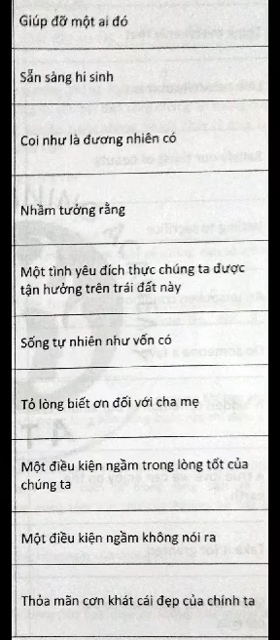 Giúp đỡ một ai đó
Sẵn sàng hi sinh
Coi như là đương nhiên có
Nhầm tưởng rằng
Một tình yêu đích thực chúng ta được
tận hưởng trên trái đất này
Sống tự nhiên như vốn có
Tỏ lòng biết ơn đối với cha mẹ
Một điều kiện ngầm trong lòng tốt của
chúng ta
Một điều kiện ngầm không nói ra
Thỏa mãn cơn khát cái đẹp của chính ta